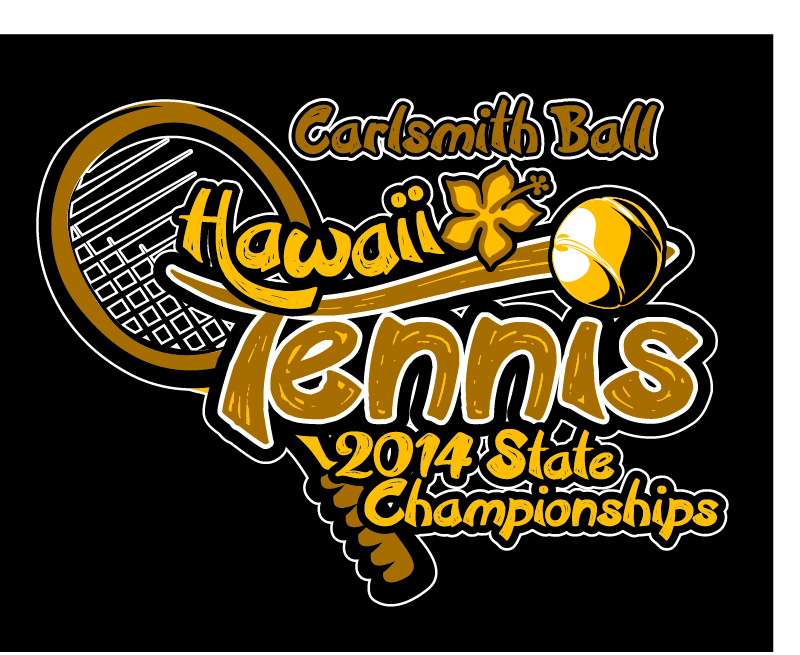 Carlsmith Ball
Hawaii
Tennis
2014 State
Championships